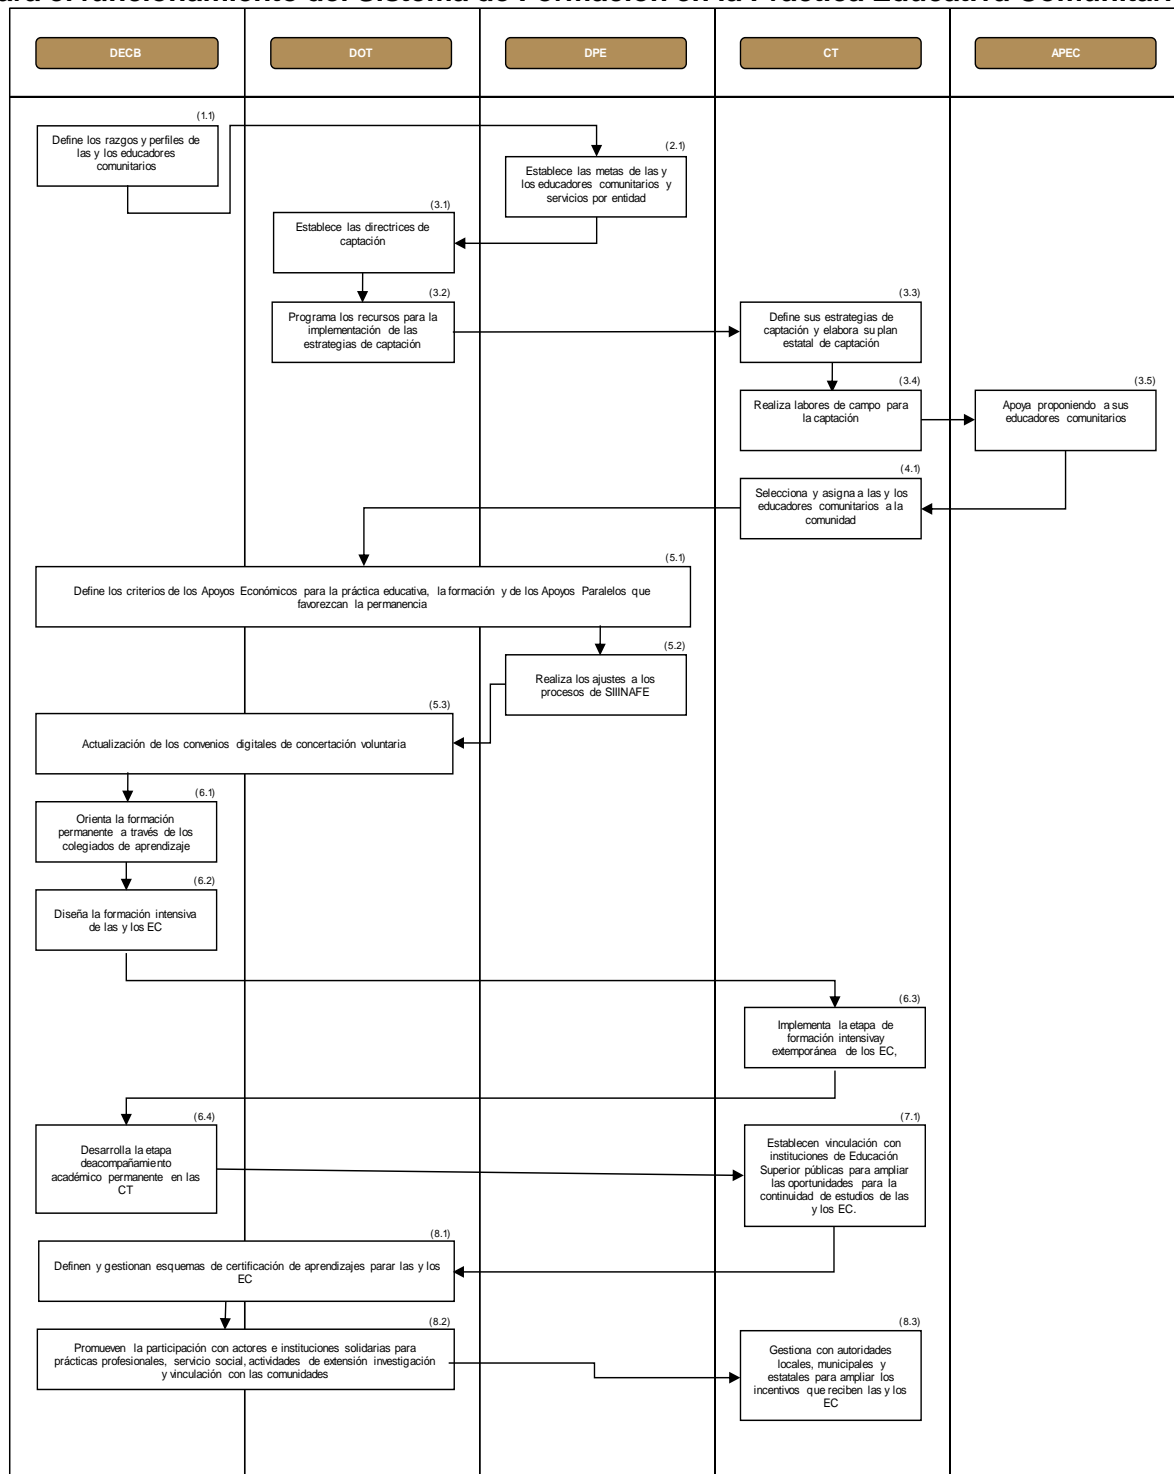 ara el funcionamiento del Sistema de Formación en la Práctica Educativa Comunitari
DECB
DOT
DPE
CT
APEC
(1.1)
Define los razgos y perfiles de
las y los educadores
comunitarios
(2.1)
Establece las metas de las y
los educadores comunitarios y
servicios por entidad
(3.1)
Establece las directrices de
captación
(3.2)
Programa los recursos para la
implementación de las
estrategias de captación
(3.3)
Define sus estrategias de
captación y elabora su plan
estatal de captación
(3.4)
Realiza labores de campo para
la captación
(3.5)
Apoya proponiendo a sus
educadores comunitarios
(4.1)
Selecciona y asigna a las y los
educadores comunitarios a la
comunidad
(5.1)
Define los criterios de los Apoyos Económicos para la práctica educativa, la formación y de los Apoyos Paralelos que
favorezcan la permanencia
(5.2)
Realiza los ajustes a los
procesos de SIIINAFE
(5.3)
Actualización de los convenios digitales de concertación voluntaria
(6.1)
Orienta la formación
permanente a través de los
colegiados de aprendizaje
(6.2)
Diseña la formación intensiva
de las y los EC
(6.3)
Implementa la etapa de
formación intensivay
extemporánea de los EC,
(6.4)
Desarrolla la etapa
deacompañamiento
académico permanente en las
CT
(7.1)
Establecen vinculación con
instituciones de Educación
Superior públicas para ampliar
las oportunidades para la
continuidad de estudios de las
y los EC.
(8.1)
Definen y gestionan esquemas de certificación de aprendizajes parar las y los
EC
(8.2)
Promueven la participación con actores e instituciones solidarias para
prácticas profesionales, servicio social, actividades de extensión investigación
y vinculación con las comunidades
(8.3)
Gestiona con autoridades
locales, municipales y
estatales para ampliar los
incentivos que reciben las y los
EC